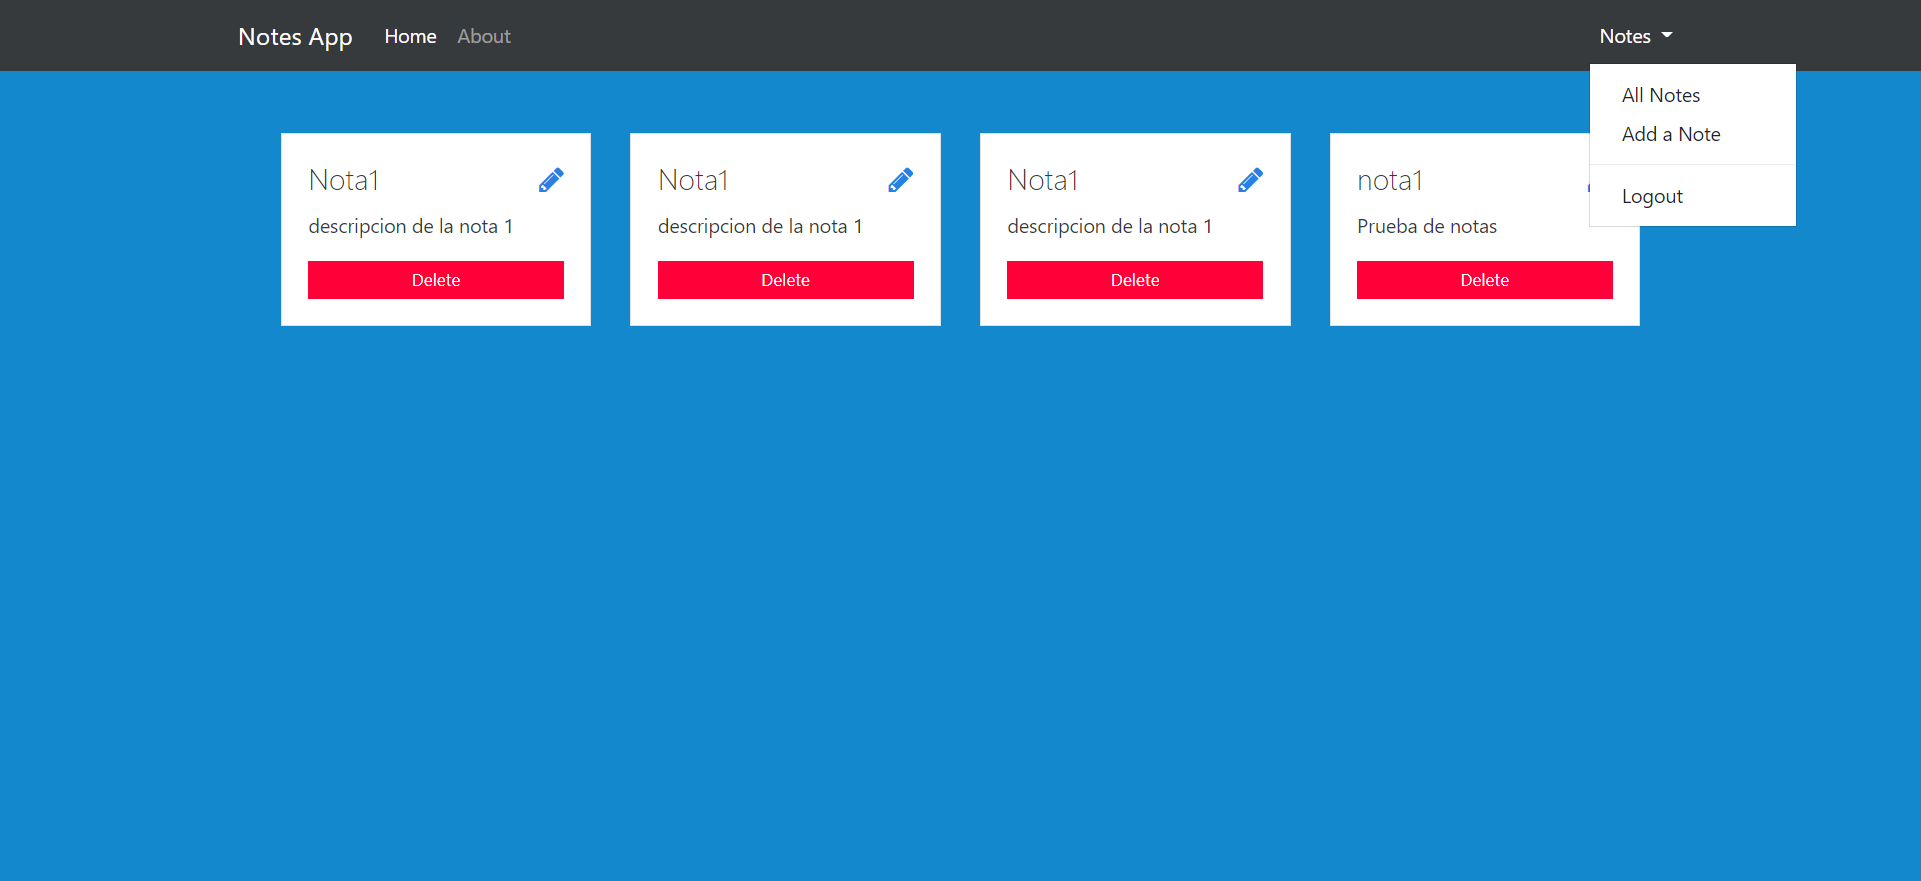 Notes App Home About Notes
All Notes
Add a Note
Logout
Nota1
descripcion de la nota 1
Delete
Nota1
descripcion de la nota 1
Delete
Nota1
descripcion de la nota 1
Delete
nota1
Prueba de notas
Delete